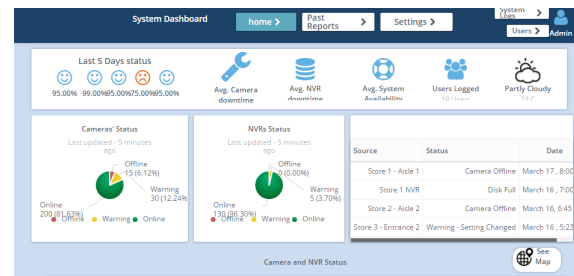 System Dashboard
home >
Past Reports >
Settings >
System Logs >
Users >
Admin
Last 5 Days status
95.00% 99.00%95.00%75.00%95.00%
Avg. Camera
downtime
Avg. NVR
downtime
Avg. System
Availability
Users Logged
19 Users
Partly Cloudy
23 C
Cameras' Status
Last updated - 5 minutes
ago
Offline
15 (6.12%)
Warning
30 (12.24%
Online
200 (81.63%)
Offline Warning Online
NVRs Status
Last updated - 5 minutes
ago
Offline
0 (0.00%)
Warning
5 (3.70%)
Online
130 (96.30%)
Offline Warning Online
Source Status Date
Store 1 - Aisle 1 Camera Offline March 17 , 8:00
Store 1 NVR Disk Full March 16 , 7:00
Store 2 - Aisle 2 Camera Offline March 16, 6:45
Store 3 - Entrance 2 Warning - Setting Changed March 16 , 5:23
Camera and NVR Status
See
Map